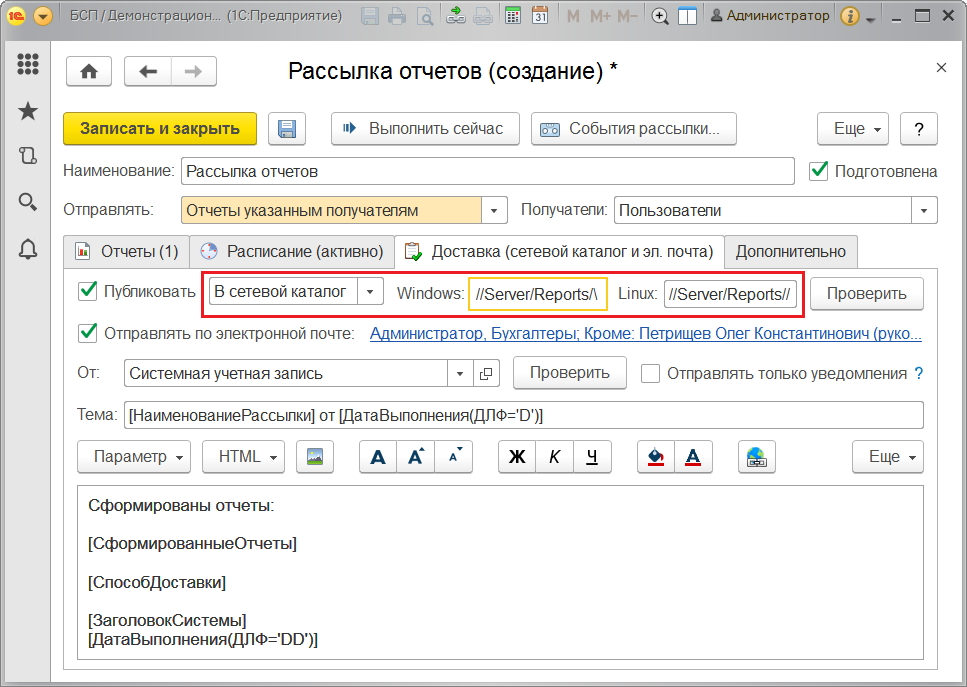 БСП / Демонстрацион... (1С:Предприятие) 31 M M+ M- Администратор
Рассылка отчетов (создание) *
Записать и закрыть Выполнить сейчас События рассылки... Еще ?
Наименование: Рассылка отчетов Подготовлена
Отправлять: Отчеты указанным получателям Получатели: Пользователи
Отчеты (1) Расписание (активно) Доставка (сетевой каталог и эл. почта) Дополнительно
Публиковать В сетевой каталог Windows: //Server/Reports/\ Linux: //Server/Reports// Проверить
Отправлять по электронной почте: Администратор, Бухгалтеры; Кроме: Петрищев Олег Константинович (руко...
От: Системная учетная запись Проверить Отправлять только уведомления ?
Тема: [НаименованиеРассылки] от [ДатаВыполнения(ДЛФ='D')]
Параметр HTML А А А Ж К Ч А Еще
Сформированы отчеты:
[СформированныеОтчеты]
[СпособДоставки]
[ЗаголовокСистемы]
[ДатаВыполнения(ДЛФ='DD')]